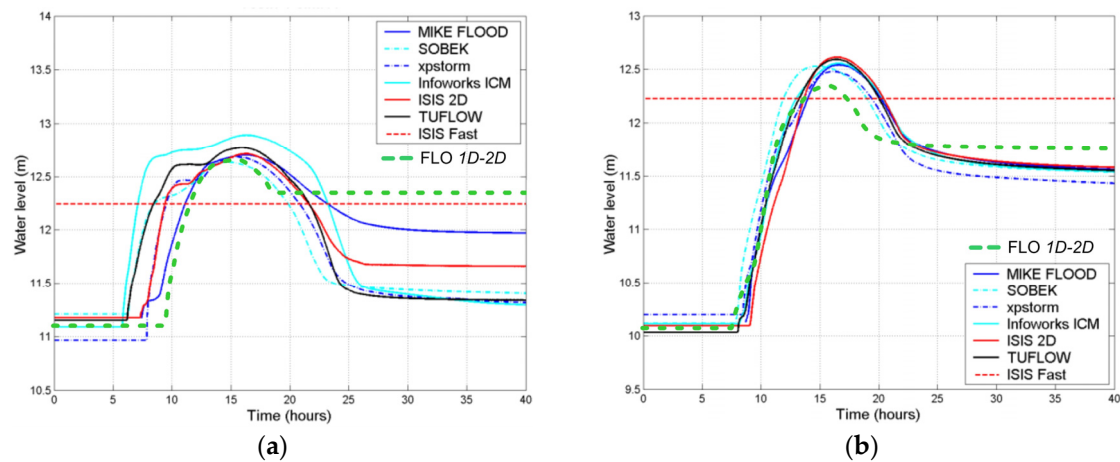 14
13.5
13
12.5
12
11.5
11
10.5
Water level (m)
0 5 10 15 20 25 30 35 40
Time (hours)
MIKE FLOOD
SOBEK
xpstorm
Infoworks ICM
ISIS 2D
TUFLOW
ISIS Fast
FLO 1D-2D
(a)
13
12.5
12
11.5
11
10.5
10
9.5
Water level (m)
0 5 10 15 20 25 30 35 40
Time (hours)
FLO 1D-2D
MIKE FLOOD
SOBEK
xpstorm
Infoworks ICM
ISIS 2D
TUFLOW
ISIS Fast
(b)